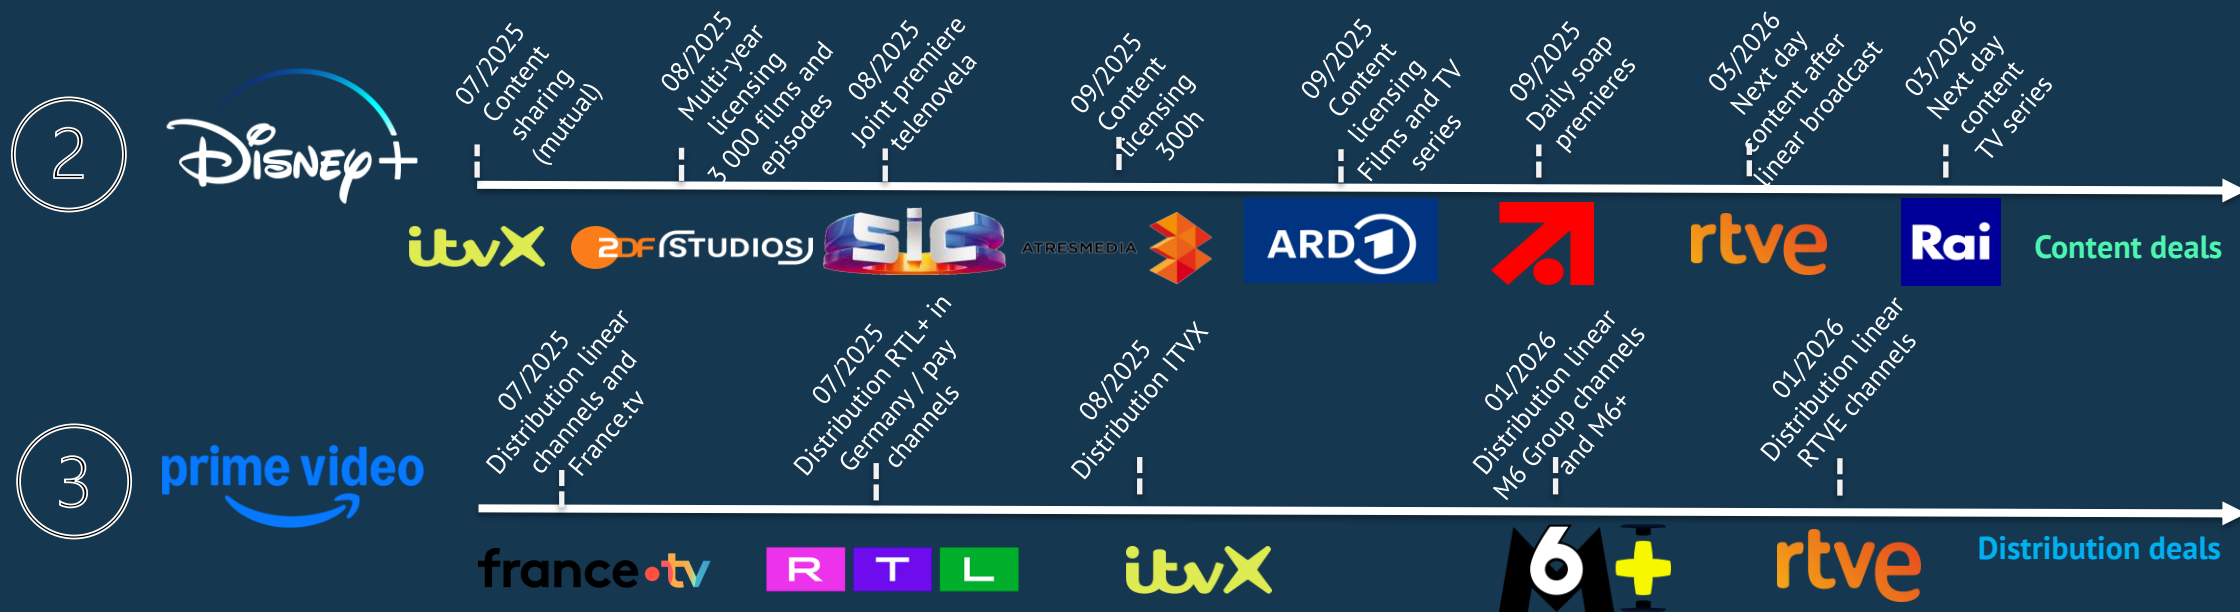 2
Disney+
07/2025
Content
sharing
(mutual)
08/2025
Multi-year
licensing
3 000 films and
episodes
08/2025
Joint premiere
telenovela
09/2025
Content
licensing
300h
09/2025
Content
licensing
Films and TV
series
09/2025
Daily soap
premieres
03/2026
Next day
content after
linear broadcast
03/2026
Next day
content
TV series
itvX
ZDF STUDIOS
SIC
ATRESMEDIA
ARD 1
rtve
Rai
Content deals
3
prime video
07/2025
Distribution linear
channels and
France.tv
07/2025
Distribution RTL+ in
Germany / pay
channels
08/2025
Distribution ITVX
01/2026
Distribution linear
M6 Group channels
and M6+
01/2026
Distribution linear
RTVE channels
france•tv
RTL
itvX
M6+
rtve
Distribution deals